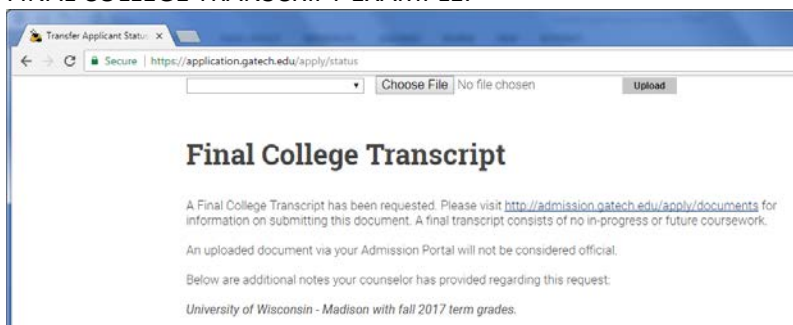 FINAL COLLEGE TRANSCRIPT EXAMPLE:
Transfer Applicant Status
Secure | https://application.gatech.edu/apply/status
Choose File No file chosen Upload
Final College Transcript
A Final College Transcript has been requested. Please visit http://admission.gatech.edu/apply/documents for
information on submitting this document. A final transcript consists of no in-progress or future coursework.
An uploaded document via your Admission Portal will not be considered official.
Below are additional notes your counselor has provided regarding this request:
University of Wisconsin - Madison with fall 2017 term grades.